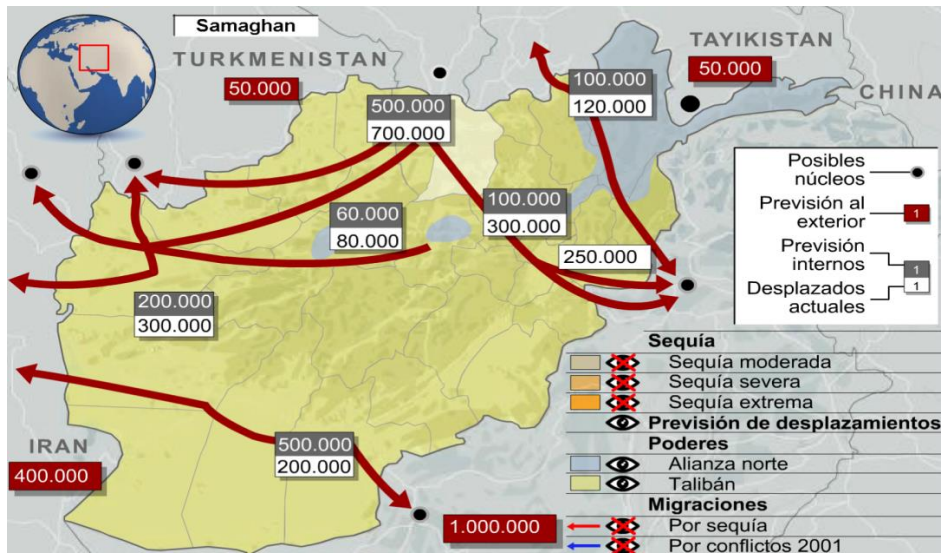 Samaghan
TURKMENISTAN
50.000
TAYIKISTAN
50.000
CHINA
100.000
120.000
500.000
700.000
60.000
80.000
100.000
300.000
250.000
200.000
300.000
500.000
200.000
IRAN
400.000
1.000.000
Posibles
núcleos
Previsión al
exterior
1
Previsión
internos
1
Desplazados
actuales
1
Sequía
Sequía moderada
Sequía severa
Sequía extrema
Previsión de desplazamientos
Poderes
Alianza norte
Talibán
Migraciones
Por sequía
Por conflictos 2001